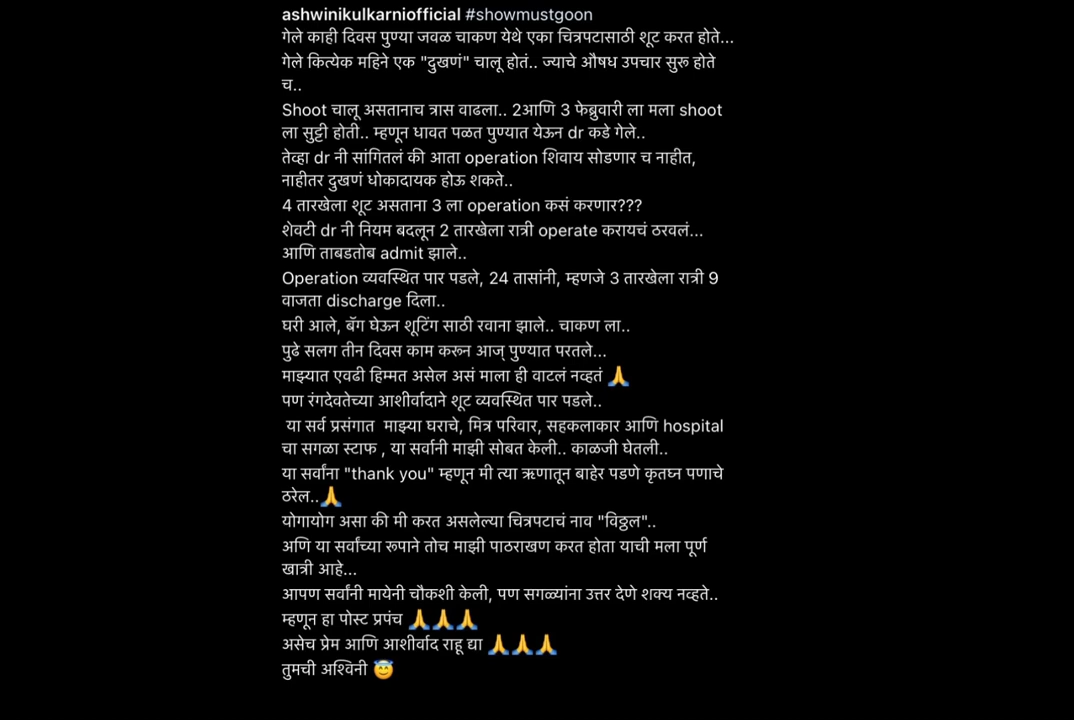 ashwinikulkarniofficial #showmustgoon
गेले काही दिवस पुण्या जवळ चाकण येथे एका चित्रपटासाठी शूट करत होते...
गेले कित्येक महिने एक "दुखणं" चालू होतं.. ज्याचे औषध उपचार सुरू होते
च..
Shoot चालू असतानाच त्रास वाढला.. 2आणि 3 फेब्रुवारी ला मला shoot
ला सुट्टी होती.. म्हणून धावत पळत पुण्यात येऊन dr कडे गेले..
तेव्हा dr नी सांगितलं की आता operation शिवाय सोडणार च नाहीत,
नाहीतर दुखणं धोकादायक होऊ शकते..
4 तारखेला शूट असताना 3 ला operation कसं करणार???
शेवटी dr नी नियम बदलून 2 तारखेला रात्री operate करायचं ठरवलं...
आणि ताबडतोब admit झाले..
Operation व्यवस्थित पार पडले, 24 तासांनी, म्हणजे 3 तारखेला रात्री 9
वाजता discharge दिला..
घरी आले, बॅग घेऊन शूटिंग साठी रवाना झाले.. चाकण ला..
पुढे सलग तीन दिवस काम करून आज् पुण्यात परतले...
माझ्यात एवढी हिम्मत असेल असं माला ही वाटलं नव्हतं 🙏
पण रंगदेवतेच्या आशीर्वादाने शूट व्यवस्थित पार पडले..
या सर्व प्रसंगात माझ्या घराचे, मित्र परिवार, सहकलाकार आणि hospital
चा सगळा स्टाफ , या सर्वानी माझी सोबत केली.. काळजी घेतली..
या सर्वांना "thank you" म्हणून मी त्या ऋणातून बाहेर पडणे कृतघ्न पणाचे
ठरेल..🙏
योगायोग असा की मी करत असलेल्या चित्रपटाचं नाव "विठ्ठल"..
अणि या सर्वांच्या रूपाने तोच माझी पाठराखण करत होता याची मला पूर्ण
खात्री आहे...
आपण सर्वांनी मायेनी चौकशी केली, पण सगळ्यांना उत्तर देणे शक्य नव्हते..
म्हणून हा पोस्ट प्रपंच 🙏🙏🙏
असेच प्रेम आणि आशीर्वाद राहू द्या 🙏🙏🙏
तुमची अश्विनी 😇